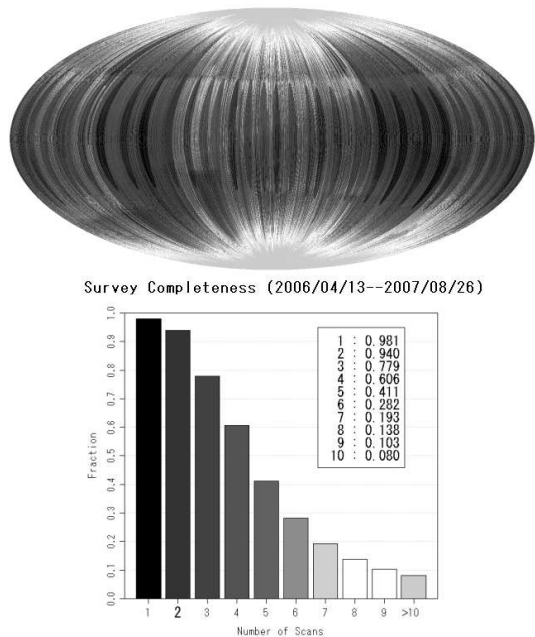 Survey Completeness (2006/04/13--2007/08/26)
1 : 0.981
2 : 0.940
3 : 0.779
4 : 0.606
5 : 0.411
6 : 0.282
7 : 0.193
8 : 0.138
9 : 0.103
10 : 0.080
Fraction
1.0
0.9
0.8
0.7
0.6
0.5
0.4
0.3
0.2
0.1
0.0
1 2 3 4 5 6 7 8 9 >10
Number of Scans